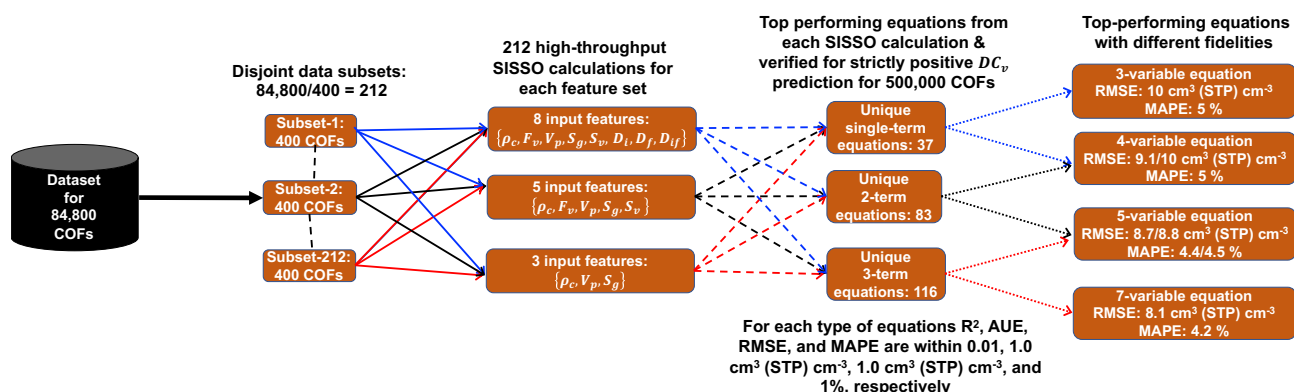 Dataset
for
84,800
COFs
Disjoint data subsets:
84,800/400 = 212
Subset-1:
400 COFs
Subset-2:
400 COFs
Subset-212:
400 COFs
212 high-throughput
SISSO calculations for
each feature set
8 input features:
{ρc, Fv, Vp, Sg, Sv, Di, Df, Dif}
5 input features:
{ρc, Fv, Vp, Sg, Sv}
3 input features:
{ρc, Vp, Sg}
Top performing equations from
each SISSO calculation &
verified for strictly positive DCv
prediction for 500,000 COFs
Unique
single-term
equations: 37
Unique
2-term
equations: 83
Unique
3-term
equations: 116
For each type of equations R², AUE,
RMSE, and MAPE are within 0.01, 1.0
cm³ (STP) cm⁻³, 1.0 cm³ (STP) cm⁻³, and
1%, respectively
Top-performing equations
with different fidelities
3-variable equation
RMSE: 10 cm³ (STP) cm⁻³
MAPE: 5 %
4-variable equation
RMSE: 9.1/10 cm³ (STP) cm⁻³
MAPE: 5 %
5-variable equation
RMSE: 8.7/8.8 cm³ (STP) cm⁻³
MAPE: 4.4/4.5 %
7-variable equation
RMSE: 8.1 cm³ (STP) cm⁻³
MAPE: 4.2 %